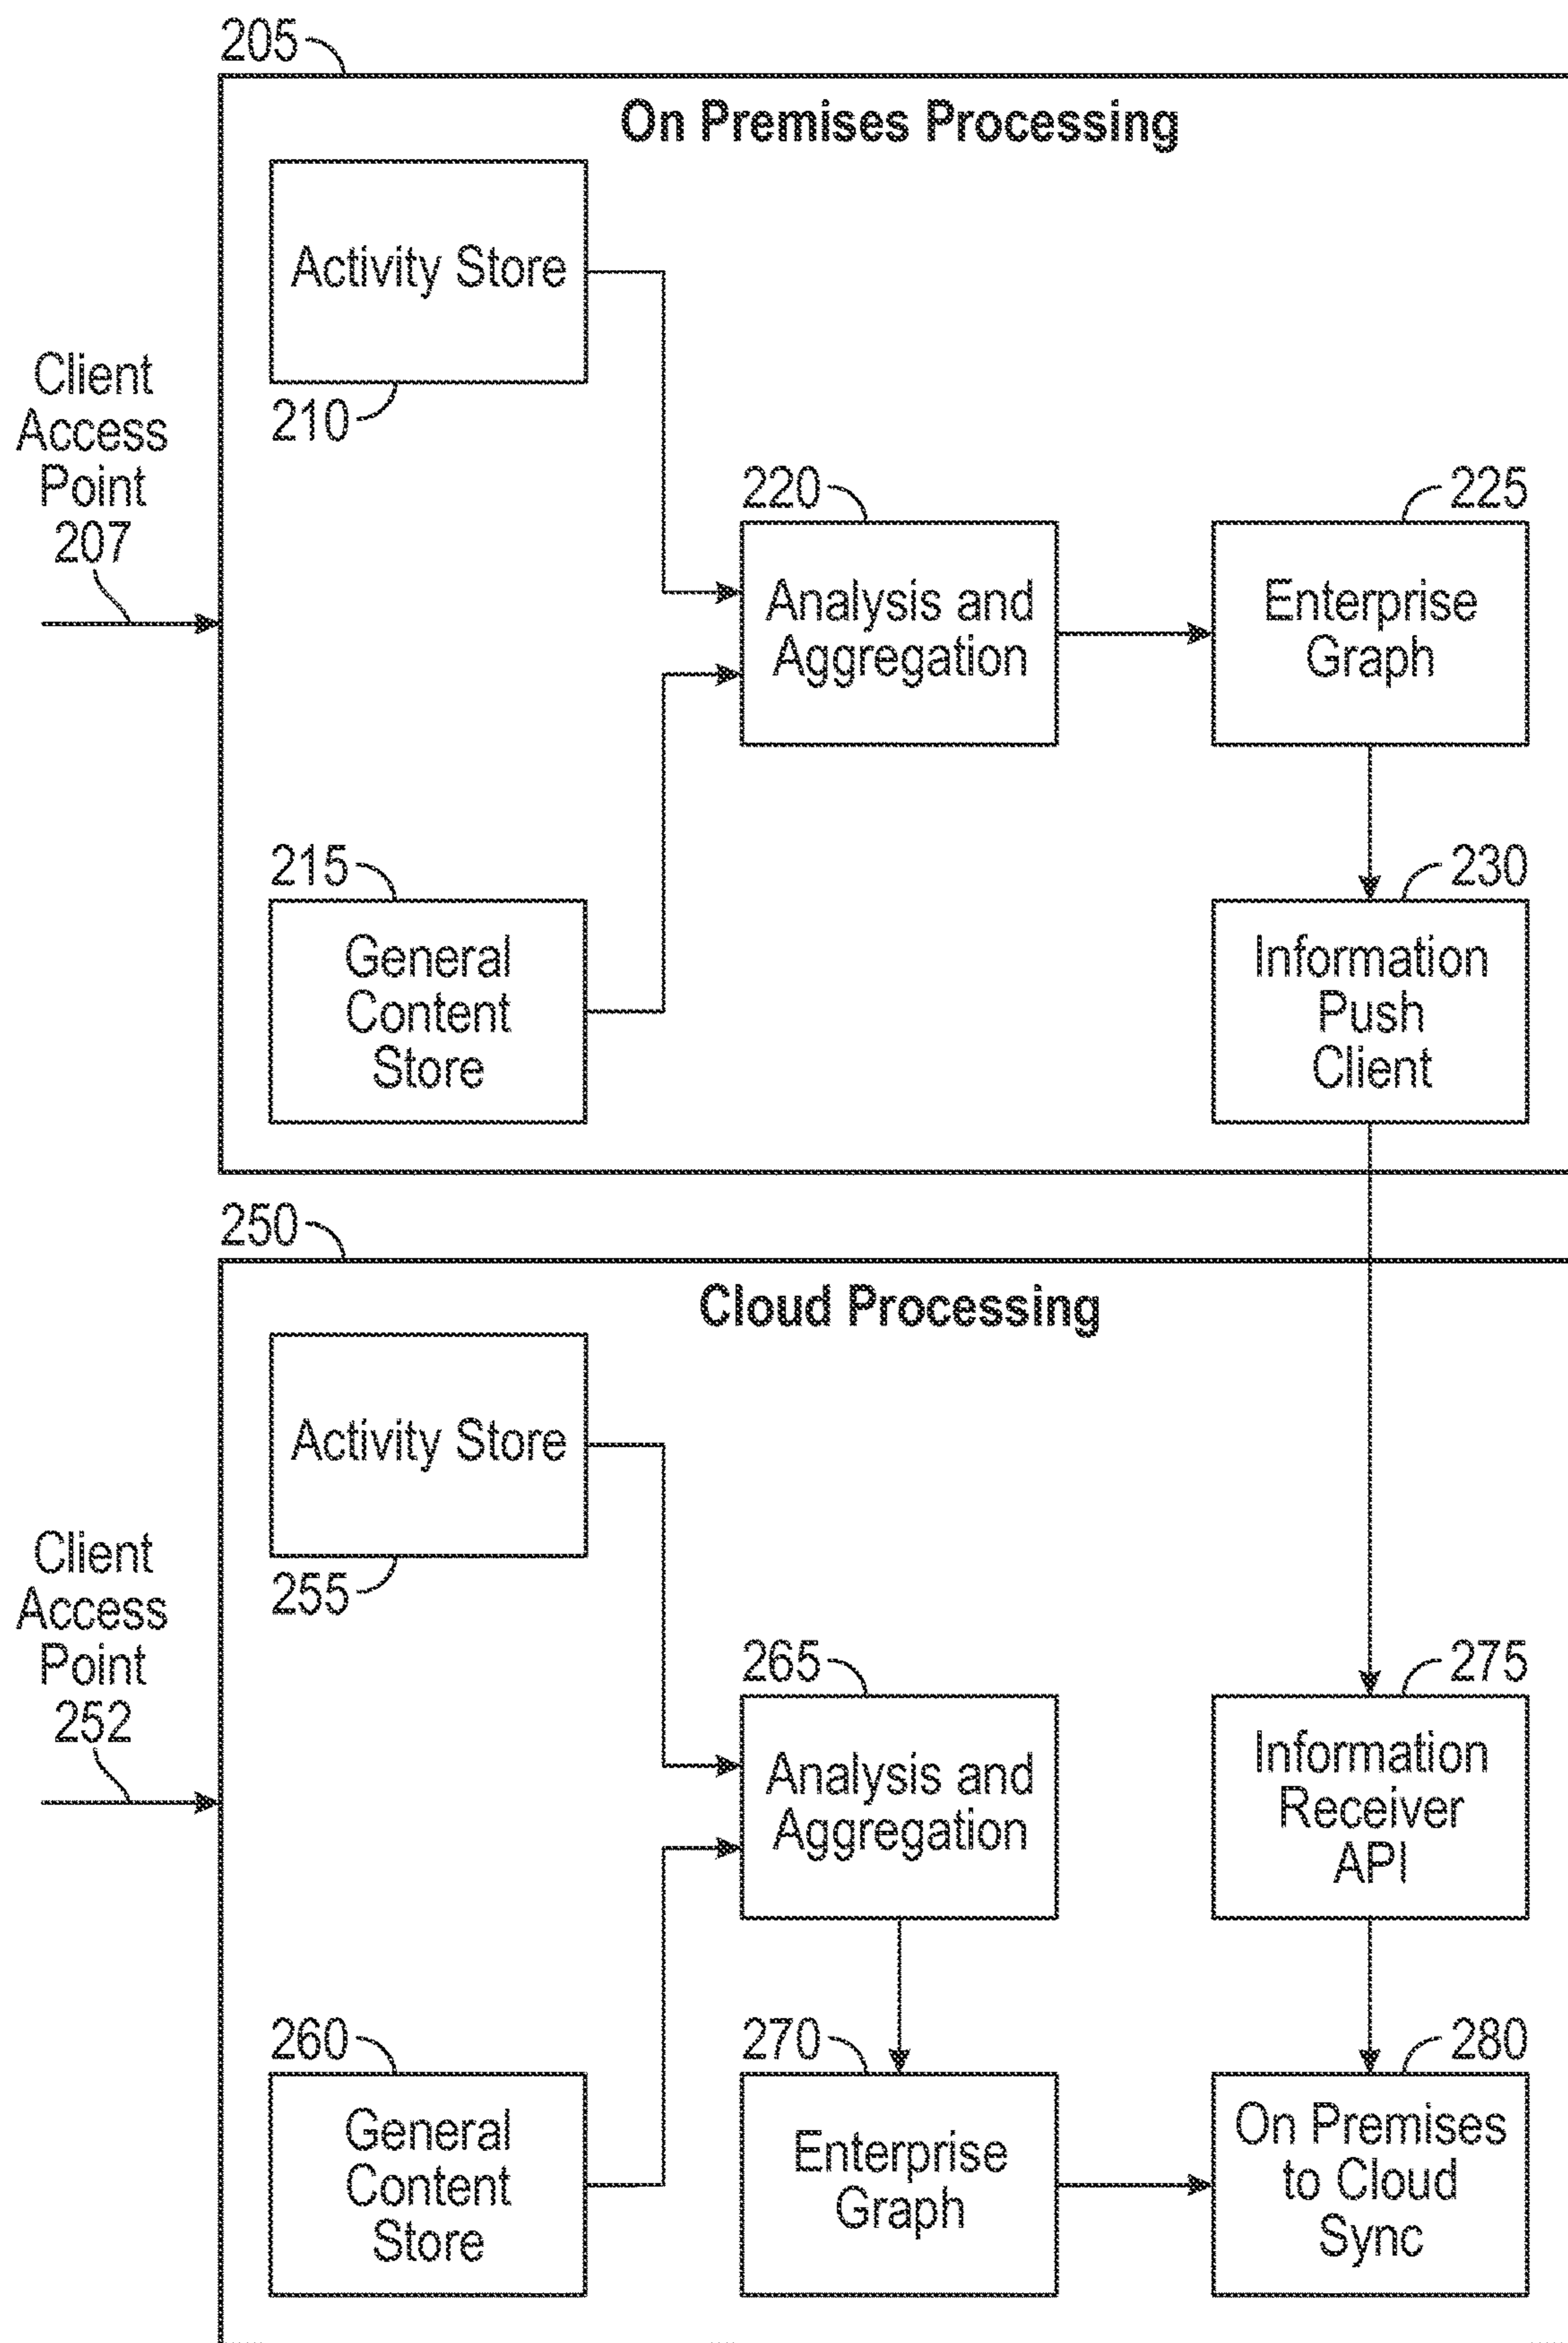 205
On Premises Processing
Activity Store
210
Client
Access
Point
207
220
Analysis and
Aggregation
225
Enterprise
Graph
215
General
Content
Store
230
Information
Push
Client
250
Cloud Processing
Activity Store
255
Client
Access
Point
252
265
Analysis and
Aggregation
275
Information
Receiver
API
260
General
Content
Store
270
Enterprise
Graph
280
On Premises
to Cloud
Sync